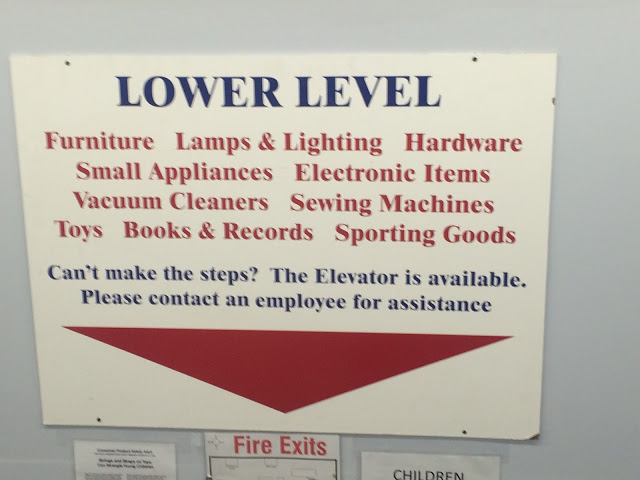 LOWER LEVEL
Furniture Lamps & Lighting Hardware
Small Appliances Electronic Items
Vacuum Cleaners Sewing Machines
Toys Books & Records Sporting Goods
Can't make the steps? The Elevator is available.
Please contact an employee for assistance
Fire Exits
CHILDREN